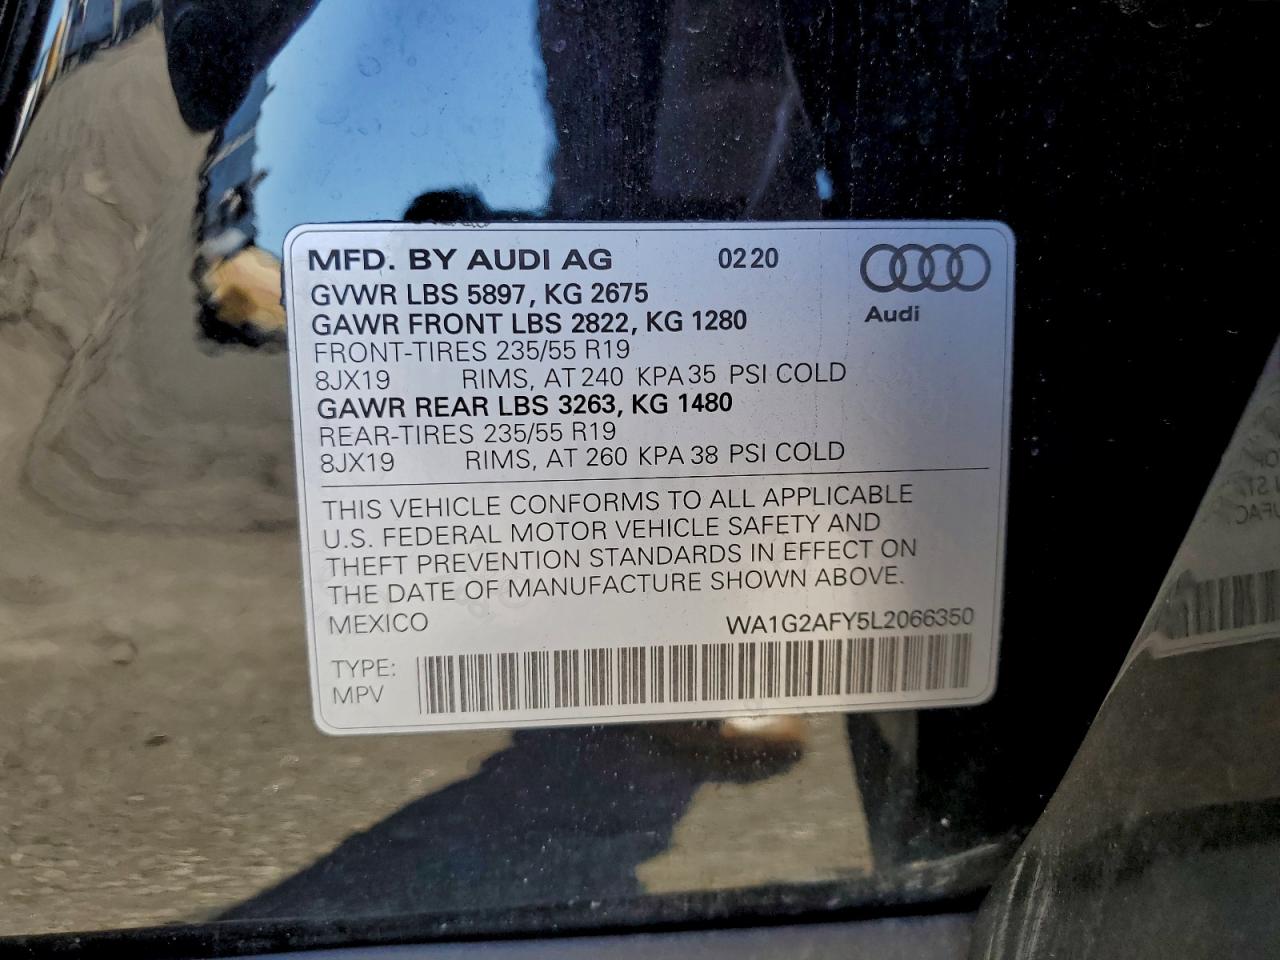 MFD. BY AUDI AG 0220
GVWR LBS 5897, KG 2675
GAWR FRONT LBS 2822, KG 1280
Audi
FRONT-TIRES 235/55 R19
8JX19 RIMS, AT 240 KPA 35 PSI COLD
GAWR REAR LBS 3263, KG 1480
REAR-TIRES 235/55 R19
8JX19 RIMS, AT 260 KPA 38 PSI COLD
THIS VEHICLE CONFORMS TO ALL APPLICABLE
U.S. FEDERAL MOTOR VEHICLE SAFETY AND
THEFT PREVENTION STANDARDS IN EFFECT ON
THE DATE OF MANUFACTURE SHOWN ABOVE.
MEXICO WA1G2AFY5L2066350
TYPE:
MPV